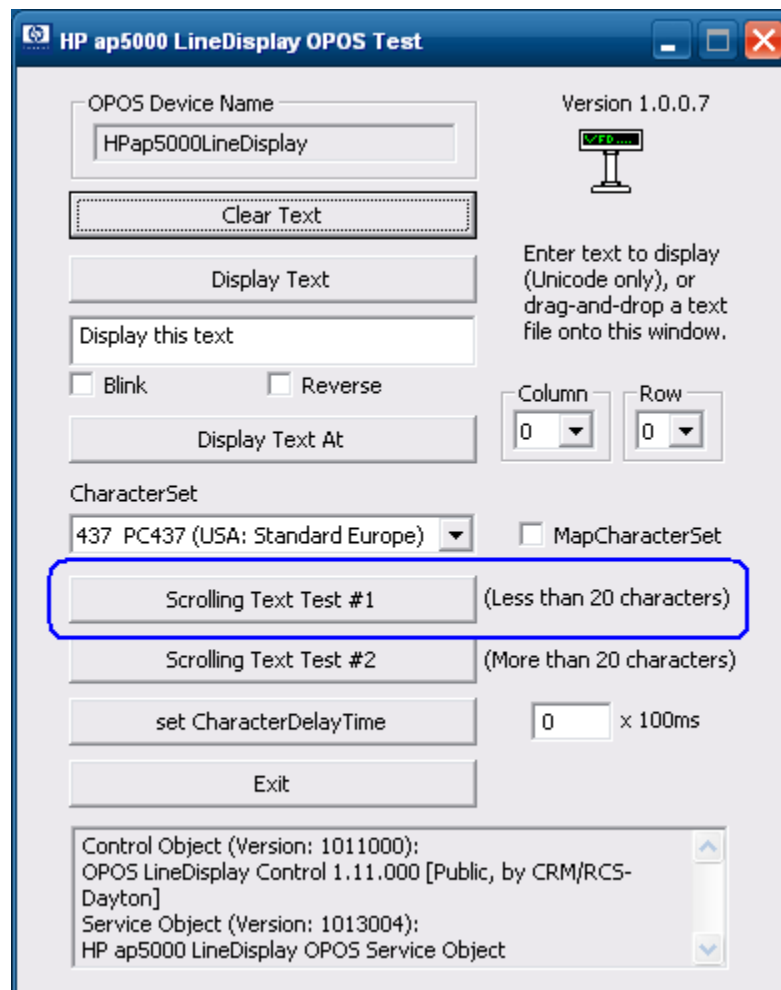 HP ap5000 LineDisplay OPOS Test
OPOS Device Name
Version 1.0.0.7
HPap5000LineDisplay
VFD....
Clear Text
Display Text
Enter text to display
(Unicode only), or
drag-and-drop a text
file onto this window.
Display this text
Blink
Reverse
Column
Row
0
0
Display Text At
CharacterSet
437 PC437 (USA: Standard Europe)
MapCharacterSet
Scrolling Text Test #1
(Less than 20 characters)
Scrolling Text Test #2
(More than 20 characters)
set CharacterDelayTime
0
x 100ms
Exit
Control Object (Version: 1011000):
OPOS LineDisplay Control 1.11.000 [Public, by CRM/RCS-
Dayton]
Service Object (Version: 1013004):
HP ap5000 LineDisplay OPOS Service Object